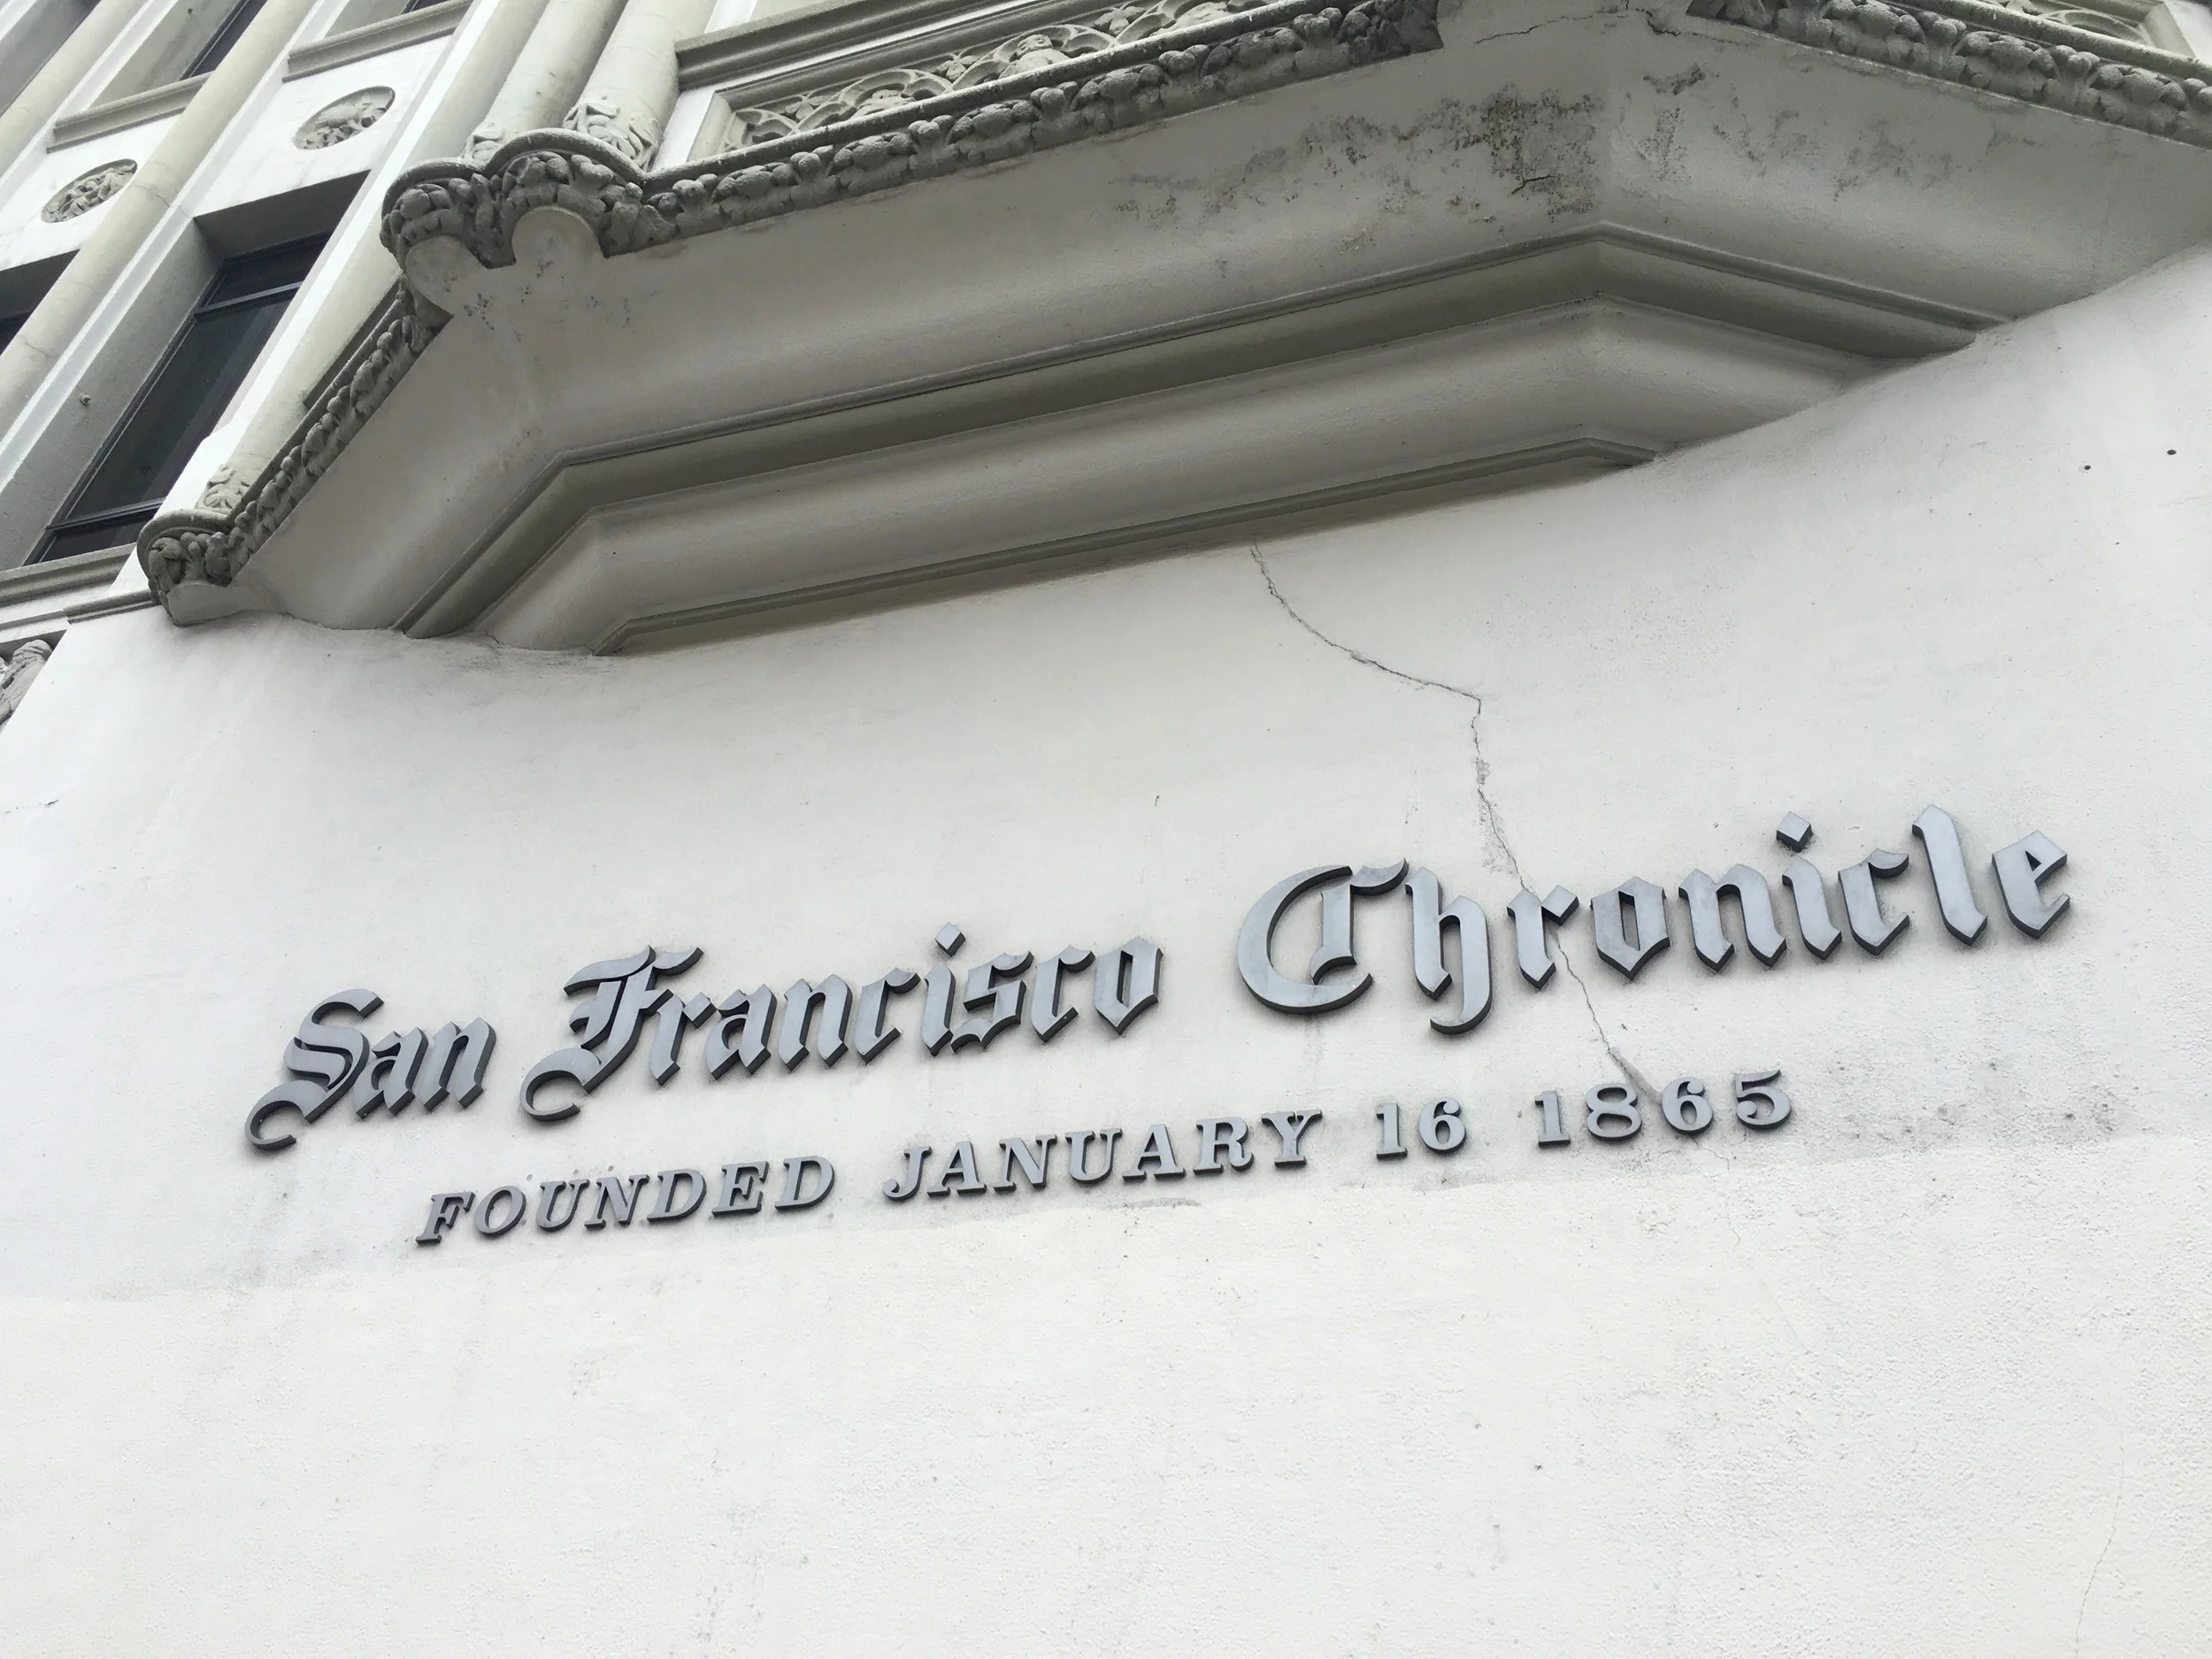 San Francisco Chronicle
FOUNDED JANUARY 16 1865